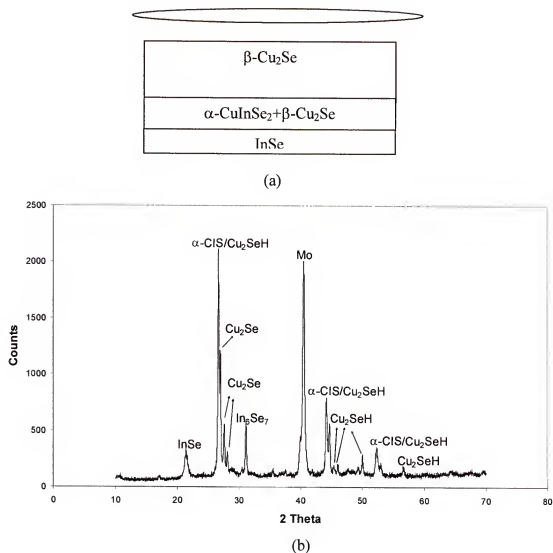 β-Cu₂Se
α-CuInSe₂+β-Cu₂Se
InSe
(a)
2500
2000
1500
1000
500
0
Counts
α-CIS/Cu₂SeH
Cu₂Se
Cu₂Se
InSe
In₆Se₇
Mo
α-CIS/Cu₂SeH
Cu₂SeH
α-CIS/Cu₂SeH
Cu₂SeH
0 10 20 30 40 50 60 70 80
2 Theta
(b)